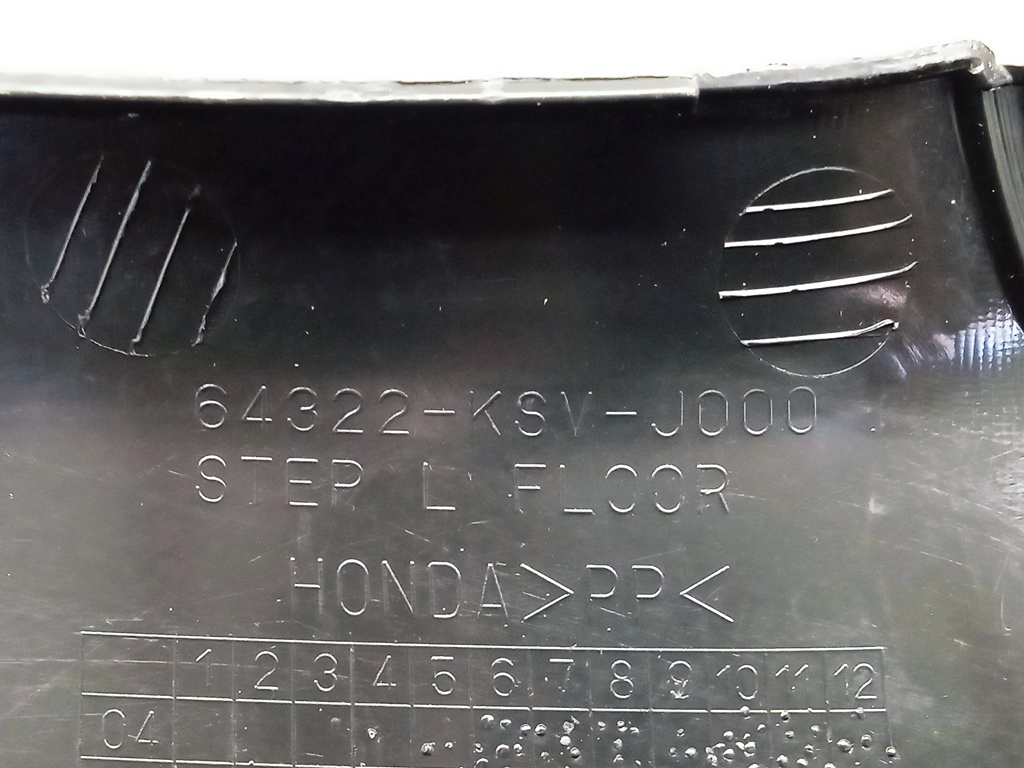 64322-KSV-J000
STEP L FLOOR
HONDA >PP<
1 2 3 4 5 6 7 8 9 10 11 12
04